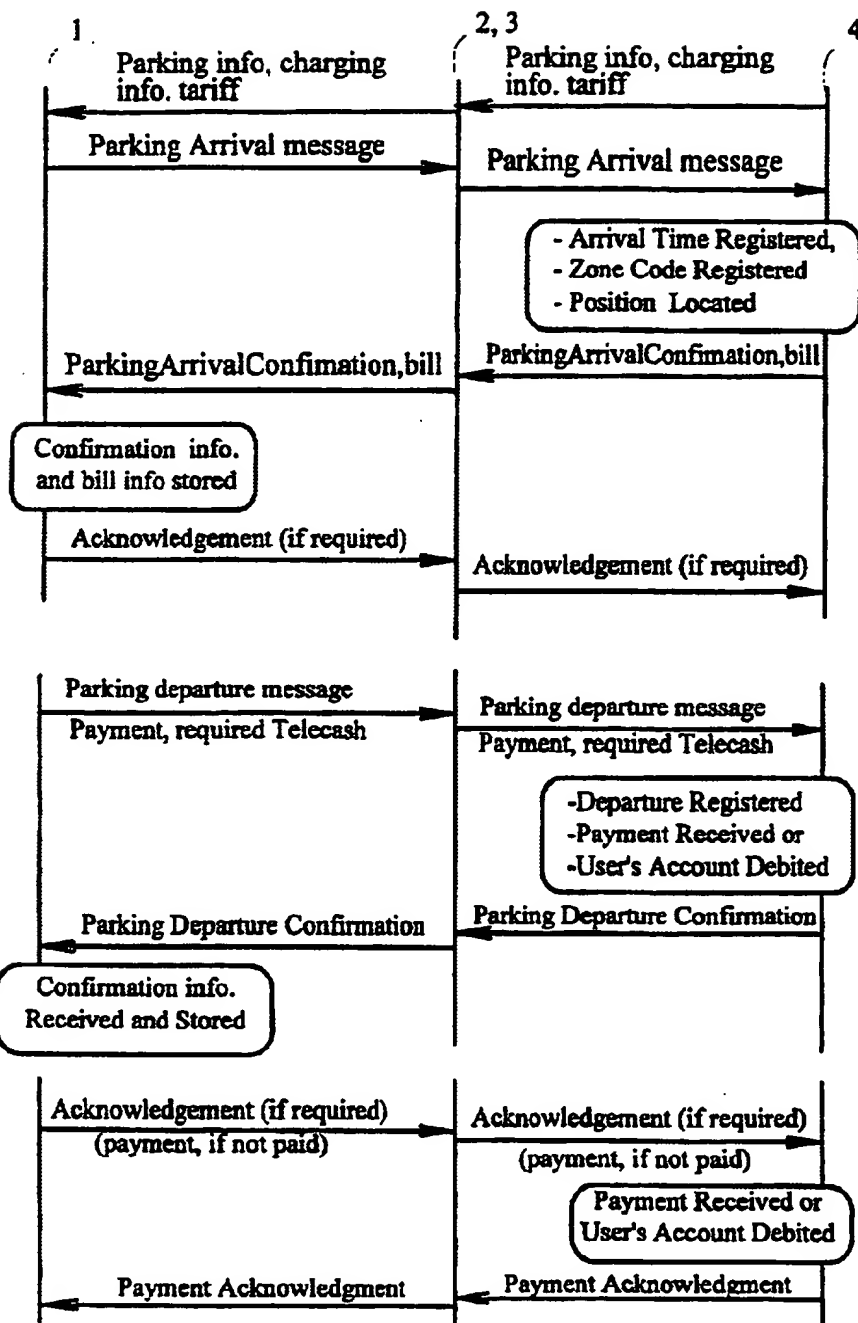 1
2, 3
4
Parking info, charging
info. tariff
Parking info, charging
info. tariff
Parking Arrival message
Parking Arrival message
- Arrival Time Registered,
- Zone Code Registered
- Position Located
ParkingArrivalConfimation,bill
ParkingArrivalConfimation,bill
Confirmation info.
and bill info stored
Acknowledgement (if required)
Acknowledgement (if required)
Parking departure message
Payment, required Telecash
Parking departure message
Payment, required Telecash
-Departure Registered
-Payment Received or
-User's Account Debited
Parking Departure Confirmation
Parking Departure Confirmation
Confirmation info.
Received and Stored
Acknowledgement (if required)
(payment, if not paid)
Acknowledgement (if required)
(payment, if not paid)
Payment Received or
User's Account Debited
Payment Acknowledgment
Payment Acknowledgment